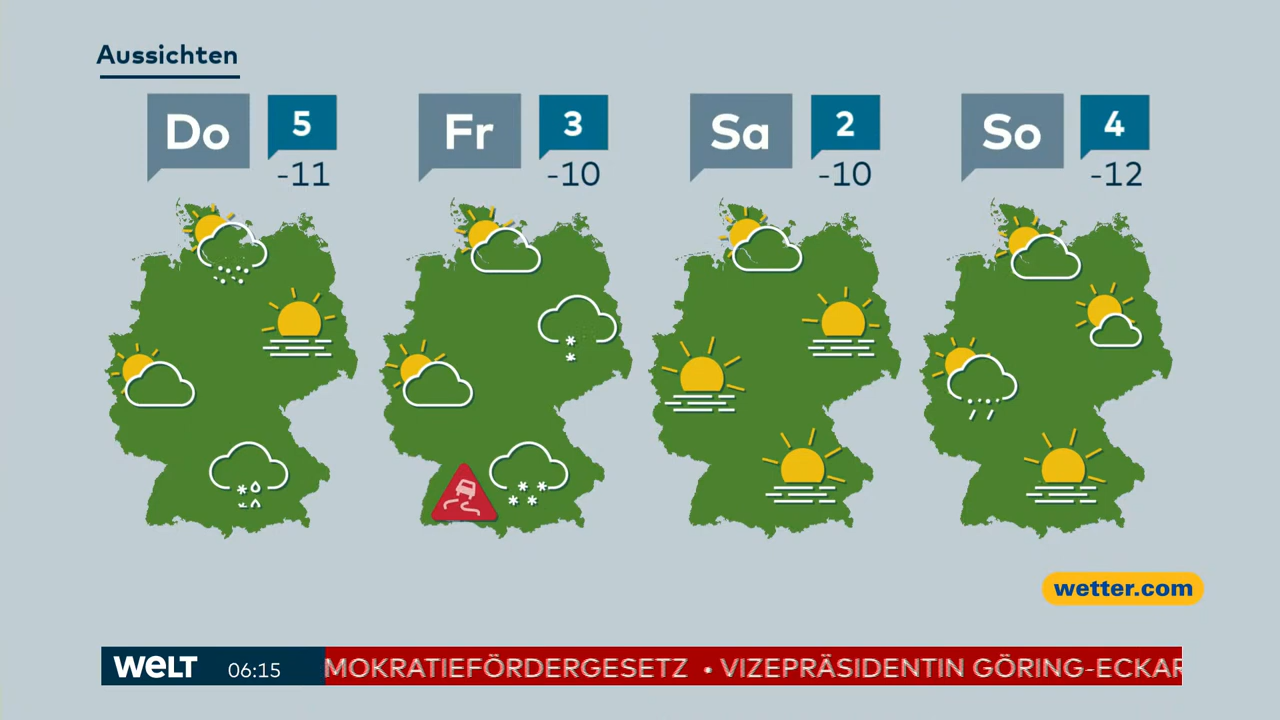 Aussichten
Do 5 -11
Fr 3 -10
Sa 2 -10
So 4 -12
wetter.com
WELT 06:15 MOKRATIEFÖRDERGESETZ • VIZEPRÄSIDENTIN GÖRING-ECKAR